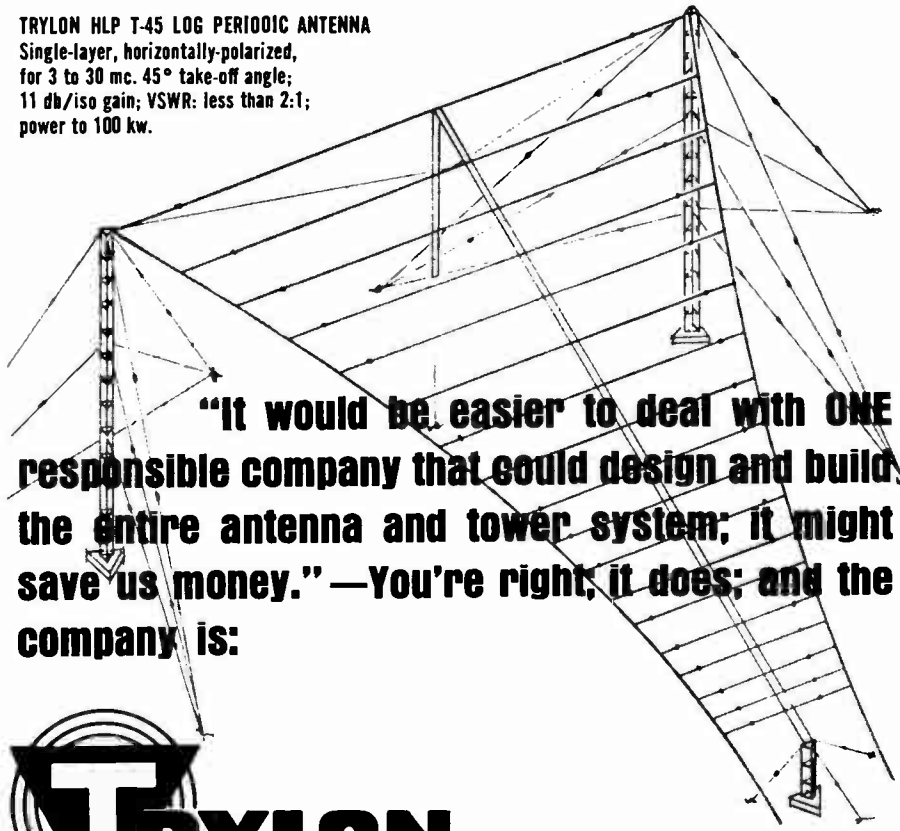 TRYLON HLP T-45 LOG PERIODIC ANTENNA
Single-layer, horizontally-polarized,
for 3 to 30 mc. 45° take-off angle;
11 db/iso gain; VSWR: less than 2:1;
power to 100 kw.
“It would be easier to deal with ONE
responsible company that could design and build
the entire antenna and tower system; it might
save us money.” —You’re right, it does; and the
company is:
TRYLON